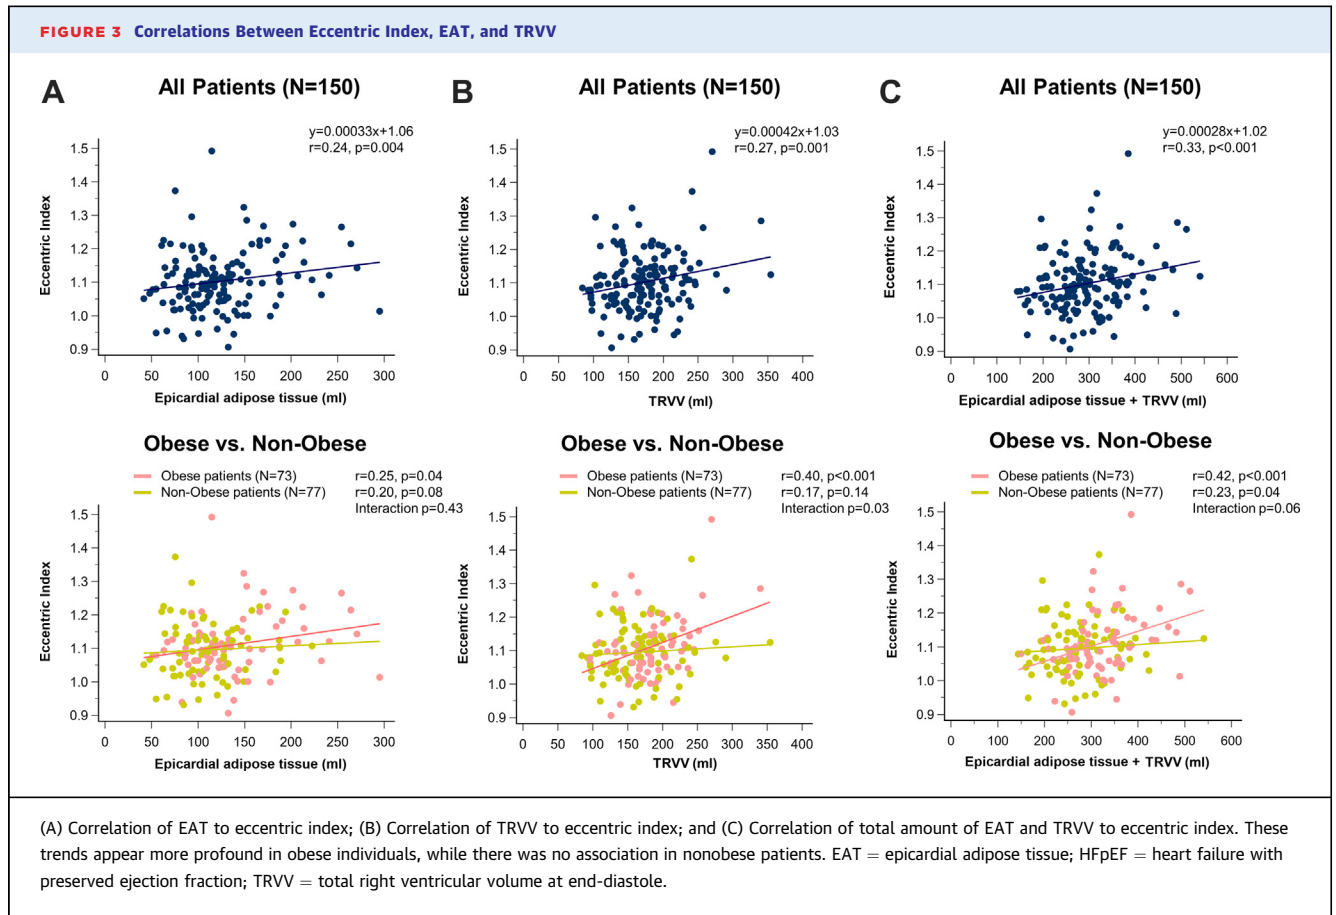 FIGURE 3 Correlations Between Eccentric Index, EAT, and TRVV
A
All Patients (N=150)
y=0.00033x+1.06
r=0.24, p=0.004
Eccentric Index
1.5
1.4
1.3
1.2
1.1
1.0
0.9
0 50 100 150 200 250 300
Epicardial adipose tissue (ml)
B
All Patients (N=150)
y=0.00042x+1.03
r=0.27, p=0.001
Eccentric Index
1.5
1.4
1.3
1.2
1.1
1.0
0.9
0 50 100 150 200 250 300 350 400
TRVV (ml)
C
All Patients (N=150)
y=0.00028x+1.02
r=0.33, p<0.001
Eccentric Index
1.5
1.4
1.3
1.2
1.1
1.0
0.9
0 100 200 300 400 500 600
Epicardial adipose tissue + TRVV (ml)
Obese vs. Non-Obese
Obese patients (N=73) r=0.25, p=0.04
Non-Obese patients (N=77) r=0.20, p=0.08
Interaction p=0.43
Eccentric Index
1.5
1.4
1.3
1.2
1.1
1.0
0.9
0 50 100 150 200 250 300
Epicardial adipose tissue (ml)
Obese vs. Non-Obese
Obese patients (N=73) r=0.40, p<0.001
Non-Obese patients (N=77) r=0.17, p=0.14
Interaction p=0.03
Eccentric Index
1.5
1.4
1.3
1.2
1.1
1.0
0.9
0 50 100 150 200 250 300 350 400
TRVV (ml)
Obese vs. Non-Obese
Obese patients (N=73) r=0.42, p<0.001
Non-Obese patients (N=77) r=0.23, p=0.04
Interaction p=0.06
Eccentric Index
1.5
1.4
1.3
1.2
1.1
1.0
0.9
0 100 200 300 400 500 600
Epicardial adipose tissue + TRVV (ml)
(A) Correlation of EAT to eccentric index; (B) Correlation of TRVV to eccentric index; and (C) Correlation of total amount of EAT and TRVV to eccentric index. These
trends appear more profound in obese individuals, while there was no association in nonobese patients. EAT = epicardial adipose tissue; HFpEF = heart failure with
preserved ejection fraction; TRVV = total right ventricular volume at end-diastole.